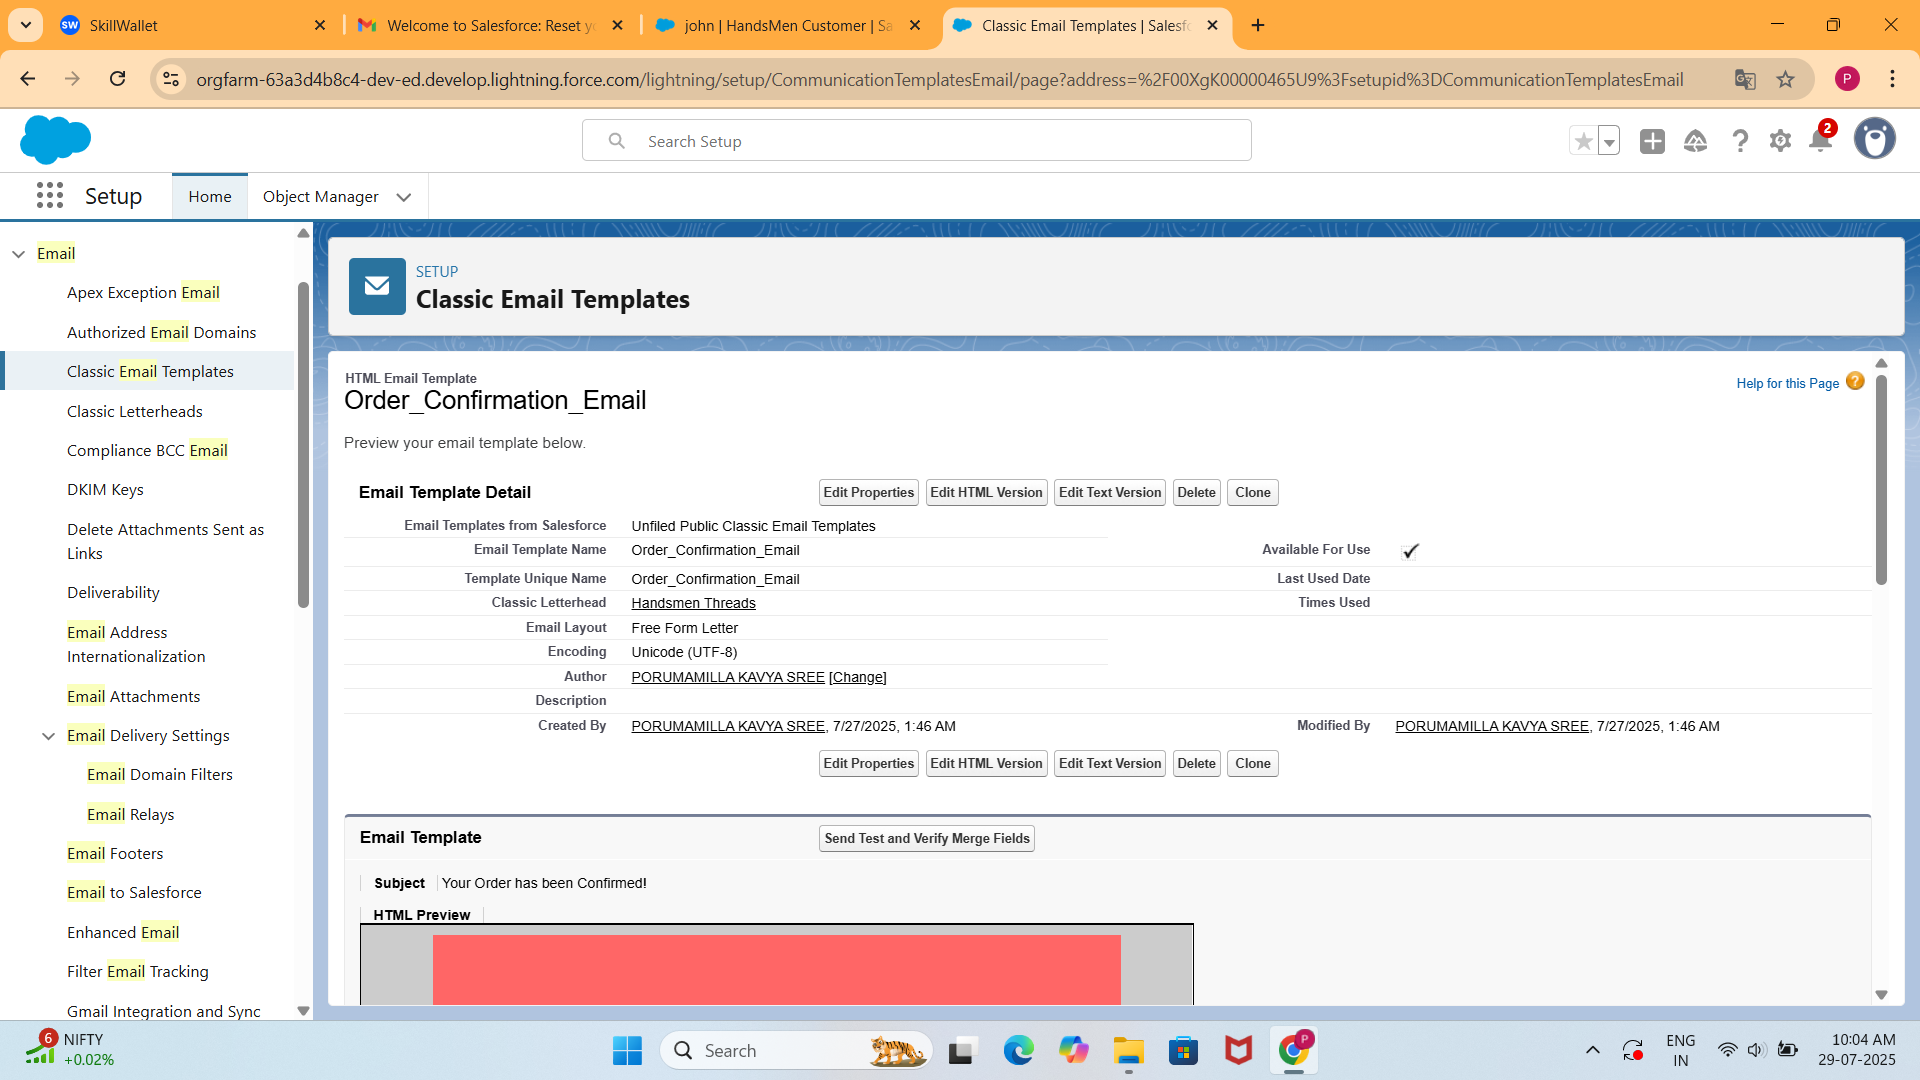 SkillWallet
Welcome to Salesforce: Reset yo
john | HandsMen Customer | Sa
Classic Email Templates | Salesfo
orgfarm-63a3d4b8c4-dev-ed.develop.lightning.force.com/lightning/setup/CommunicationTemplatesEmail/page?address=%2F00XgK00000465U9%3Fsetupid%3DCommunicationTemplatesEmail
P
Search Setup
2
Setup
Home
Object Manager
Email
Apex Exception Email
Authorized Email Domains
Classic Email Templates
Classic Letterheads
Compliance BCC Email
DKIM Keys
Delete Attachments Sent as
Links
Deliverability
Email Address
Internationalization
Email Attachments
Email Delivery Settings
Email Domain Filters
Email Relays
Email Footers
Email to Salesforce
Enhanced Email
Filter Email Tracking
Gmail Integration and Sync
SETUP
Classic Email Templates
HTML Email Template
Order_Confirmation_Email
Help for this Page
Preview your email template below.
Email Template Detail
Edit Properties Edit HTML Version Edit Text Version Delete Clone
Email Templates from Salesforce Unfiled Public Classic Email Templates
Email Template Name Order_Confirmation_Email Available For Use
Template Unique Name Order_Confirmation_Email Last Used Date
Classic Letterhead Handsmen Threads Times Used
Email Layout Free Form Letter
Encoding Unicode (UTF-8)
Author PORUMAMILLA KAVYA SREE [Change]
Description
Created By PORUMAMILLA KAVYA SREE, 7/27/2025, 1:46 AM Modified By PORUMAMILLA KAVYA SREE, 7/27/2025, 1:46 AM
Edit Properties Edit HTML Version Edit Text Version Delete Clone
Email Template
Send Test and Verify Merge Fields
Subject Your Order has been Confirmed!
HTML Preview
6
NIFTY
+0.02%
Search
P
ENG
IN
10:04 AM
29-07-2025